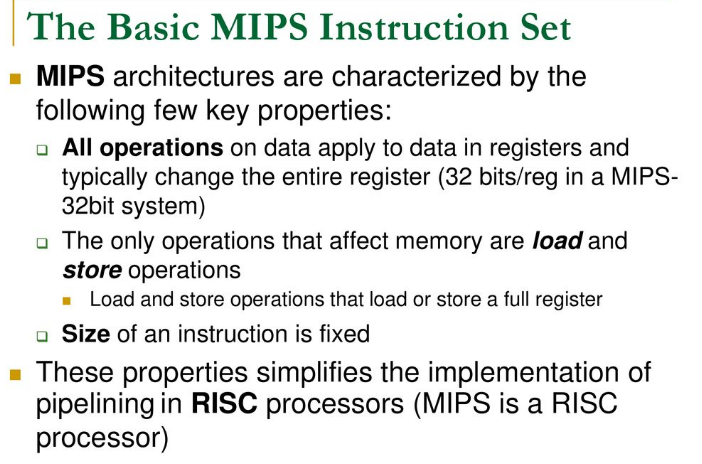 The Basic MIPS Instruction Set
MIPS architectures are characterized by the
following few key properties:
All operations on data apply to data in registers and
typically change the entire register (32 bits/reg in a MIPS-
32bit system)
The only operations that affect memory are load and
store operations
Load and store operations that load or store a full register
Size of an instruction is fixed
These properties simplifies the implementation of
pipelining in RISC processors (MIPS is a RISC
processor)